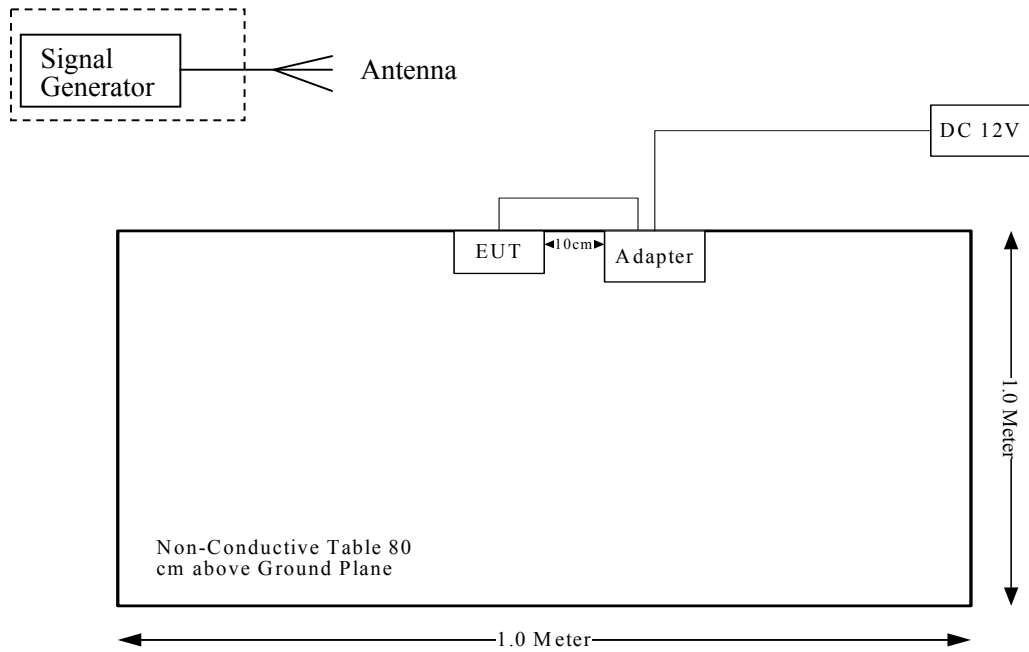 Signal
Generator
Antenna
DC 12V
EUT
10cm
Adapter
1.0 Meter
Non-Conductive Table 80
cm above Ground Plane
1.0 Meter